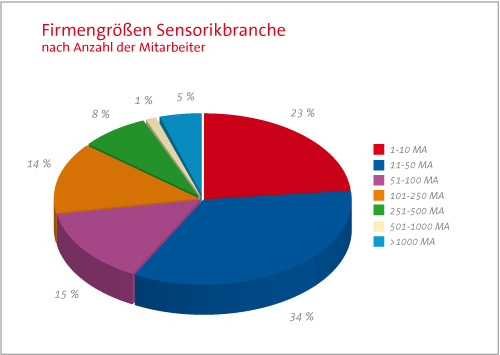 Firmengrößen Sensorikbranche
nach Anzahl der Mitarbeiter
5 %
1 %
8 %
23 %
14 %
15 %
34 %
1-10 MA
11-50 MA
51-100 MA
101-250 MA
251-500 MA
501-1000 MA
>1000 MA